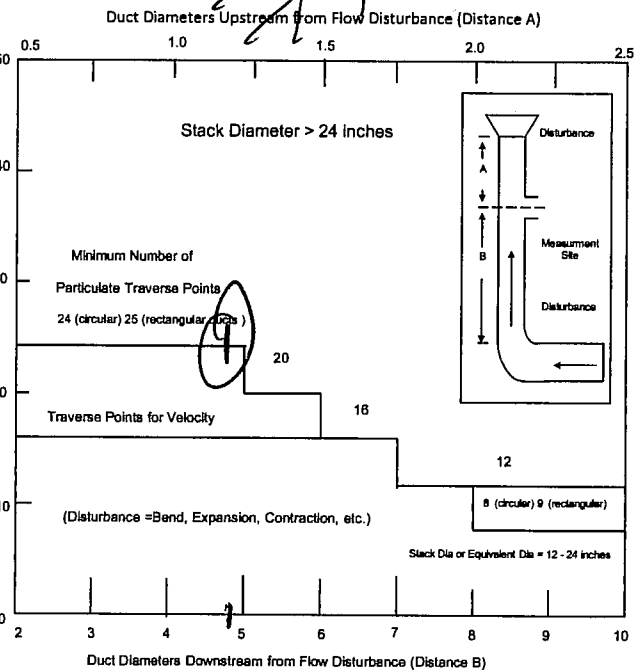 Duct Diameters Upstream from Flow Disturbance (Distance A)
0.5 1.0 1.5 2.0 2.5
Stack Diameter > 24 inches
Disturbance
A
B
Measurment
Site
Disturbance
Minimum Number of
Particulate Traverse Points
24 (circular) 25 (rectangular ducts )
20
16
Traverse Points for Velocity
12
8 (circular) 9 (rectangular)
(Disturbance =Bend, Expansion, Contraction, etc.)
Stack Dia or Equivalent Dia = 12 - 24 inches
2 3 4 5 6 7 8 9 10
Duct Diameters Downstream from Flow Disturbance (Distance B)